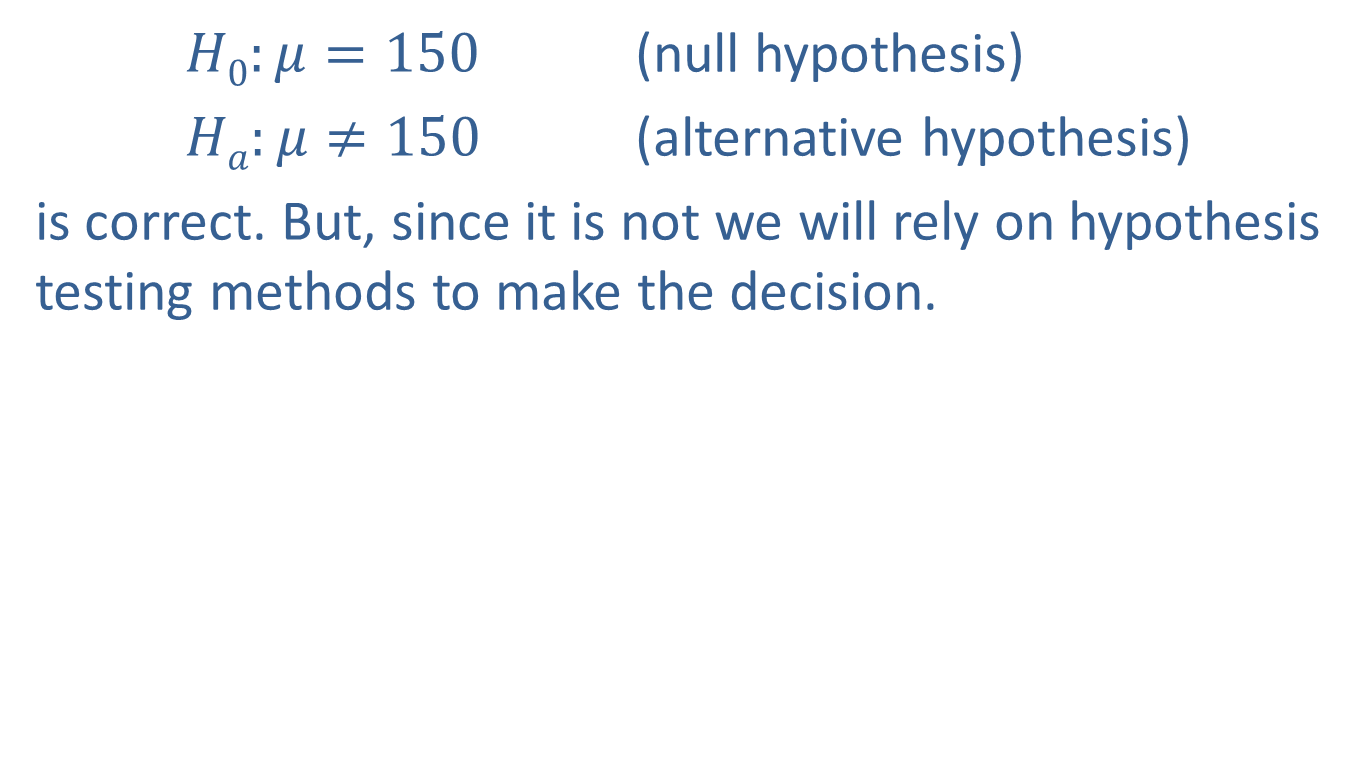 H₀: μ = 150 (null hypothesis)
Hₐ: μ ≠ 150 (alternative hypothesis)
is correct. But, since it is not we will rely on hypothesis
testing methods to make the decision.